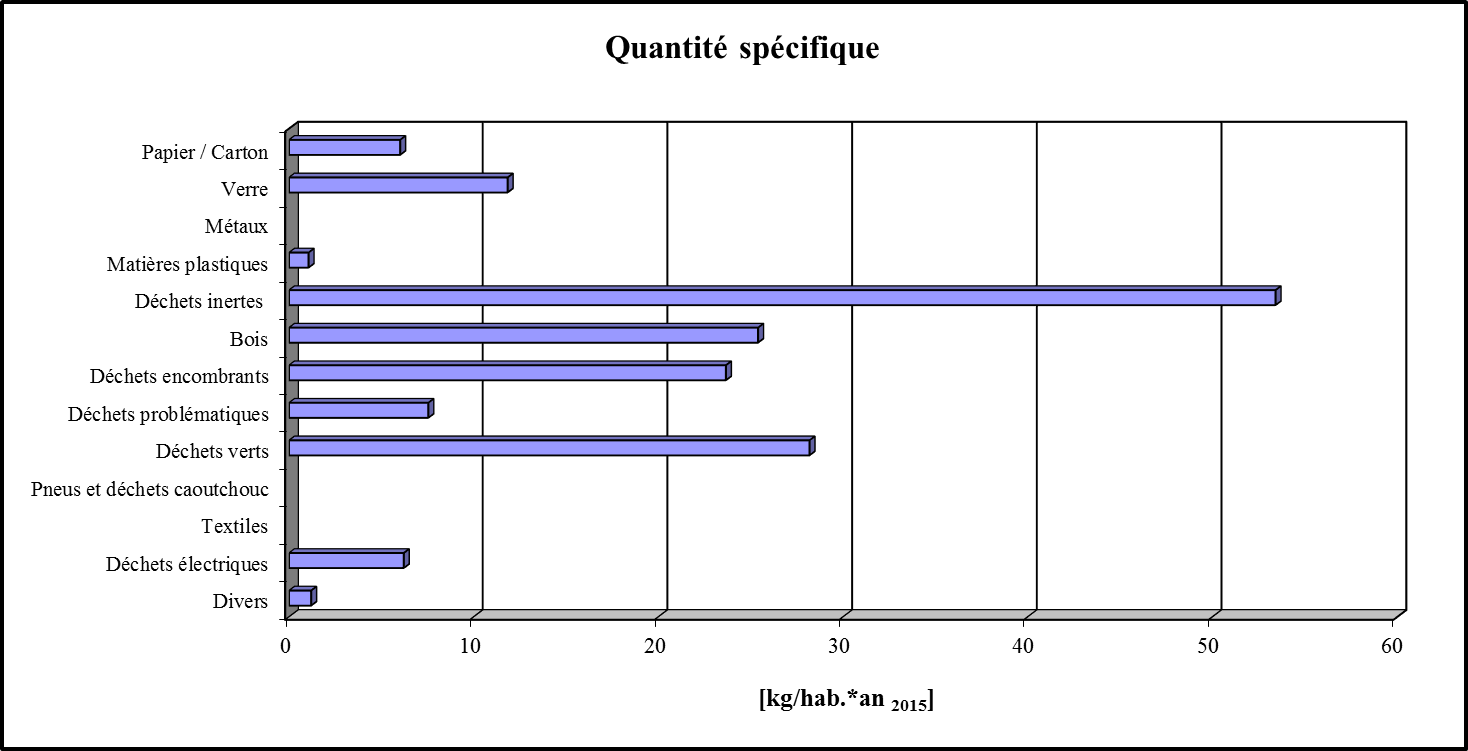 Quantité spécifique
Papier / Carton
Verre
Métaux
Matières plastiques
Déchets inertes
Bois
Déchets encombrants
Déchets problématiques
Déchets verts
Pneus et déchets caoutchouc
Textiles
Déchets électriques
Divers
0 10 20 30 40 50 60
[kg/hab.*an 2015]